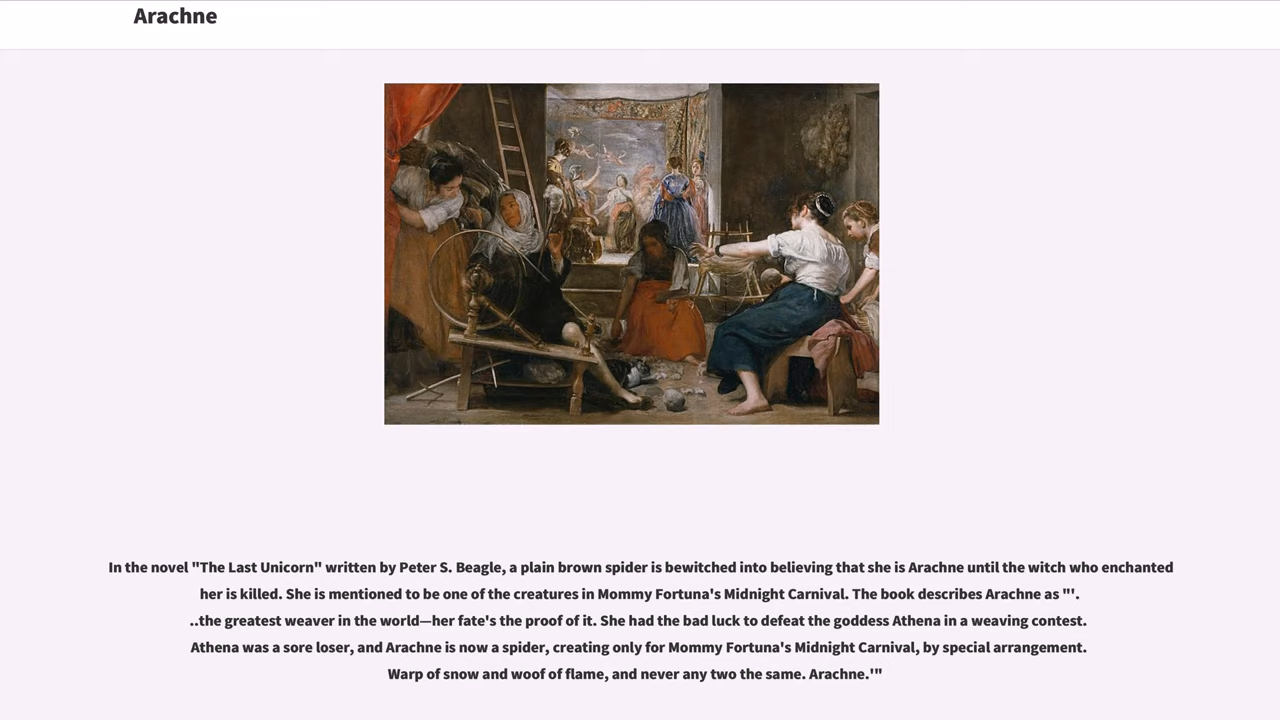 Arachne
In the novel "The Last Unicorn" written by Peter S. Beagle, a plain brown spider is bewitched into believing that she is Arachne until the witch who enchanted
her is killed. She is mentioned to be one of the creatures in Mommy Fortuna's Midnight Carnival. The book describes Arachne as "'.
..the greatest weaver in the world—her fate's the proof of it. She had the bad luck to defeat the goddess Athena in a weaving contest.
Athena was a sore loser, and Arachne is now a spider, creating only for Mommy Fortuna's Midnight Carnival, by special arrangement.
Warp of snow and woof of flame, and never any two the same. Arachne.'"